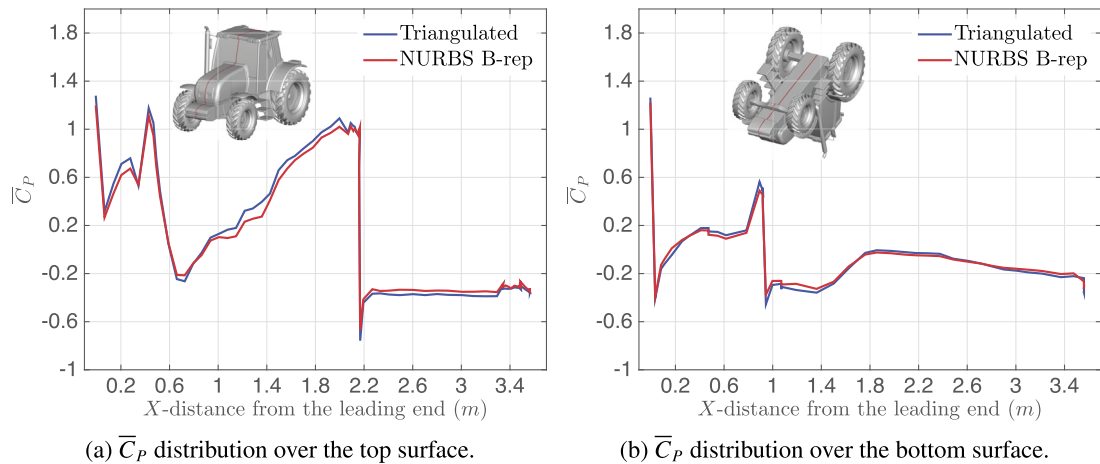 1.8
1.4
1
0.6
0.2
-0.2
-0.6
-1
C̅_P
Triangulated
NURBS B-rep
0.2 0.6 1 1.4 1.8 2.2 2.6 3 3.4
X-distance from the leading end (m)
(a) C̅_P distribution over the top surface.
1.8
1.4
1
0.6
0.2
-0.2
-0.6
-1
C̅_P
Triangulated
NURBS B-rep
0.2 0.6 1 1.4 1.8 2.2 2.6 3 3.4
X-distance from the leading end (m)
(b) C̅_P distribution over the bottom surface.